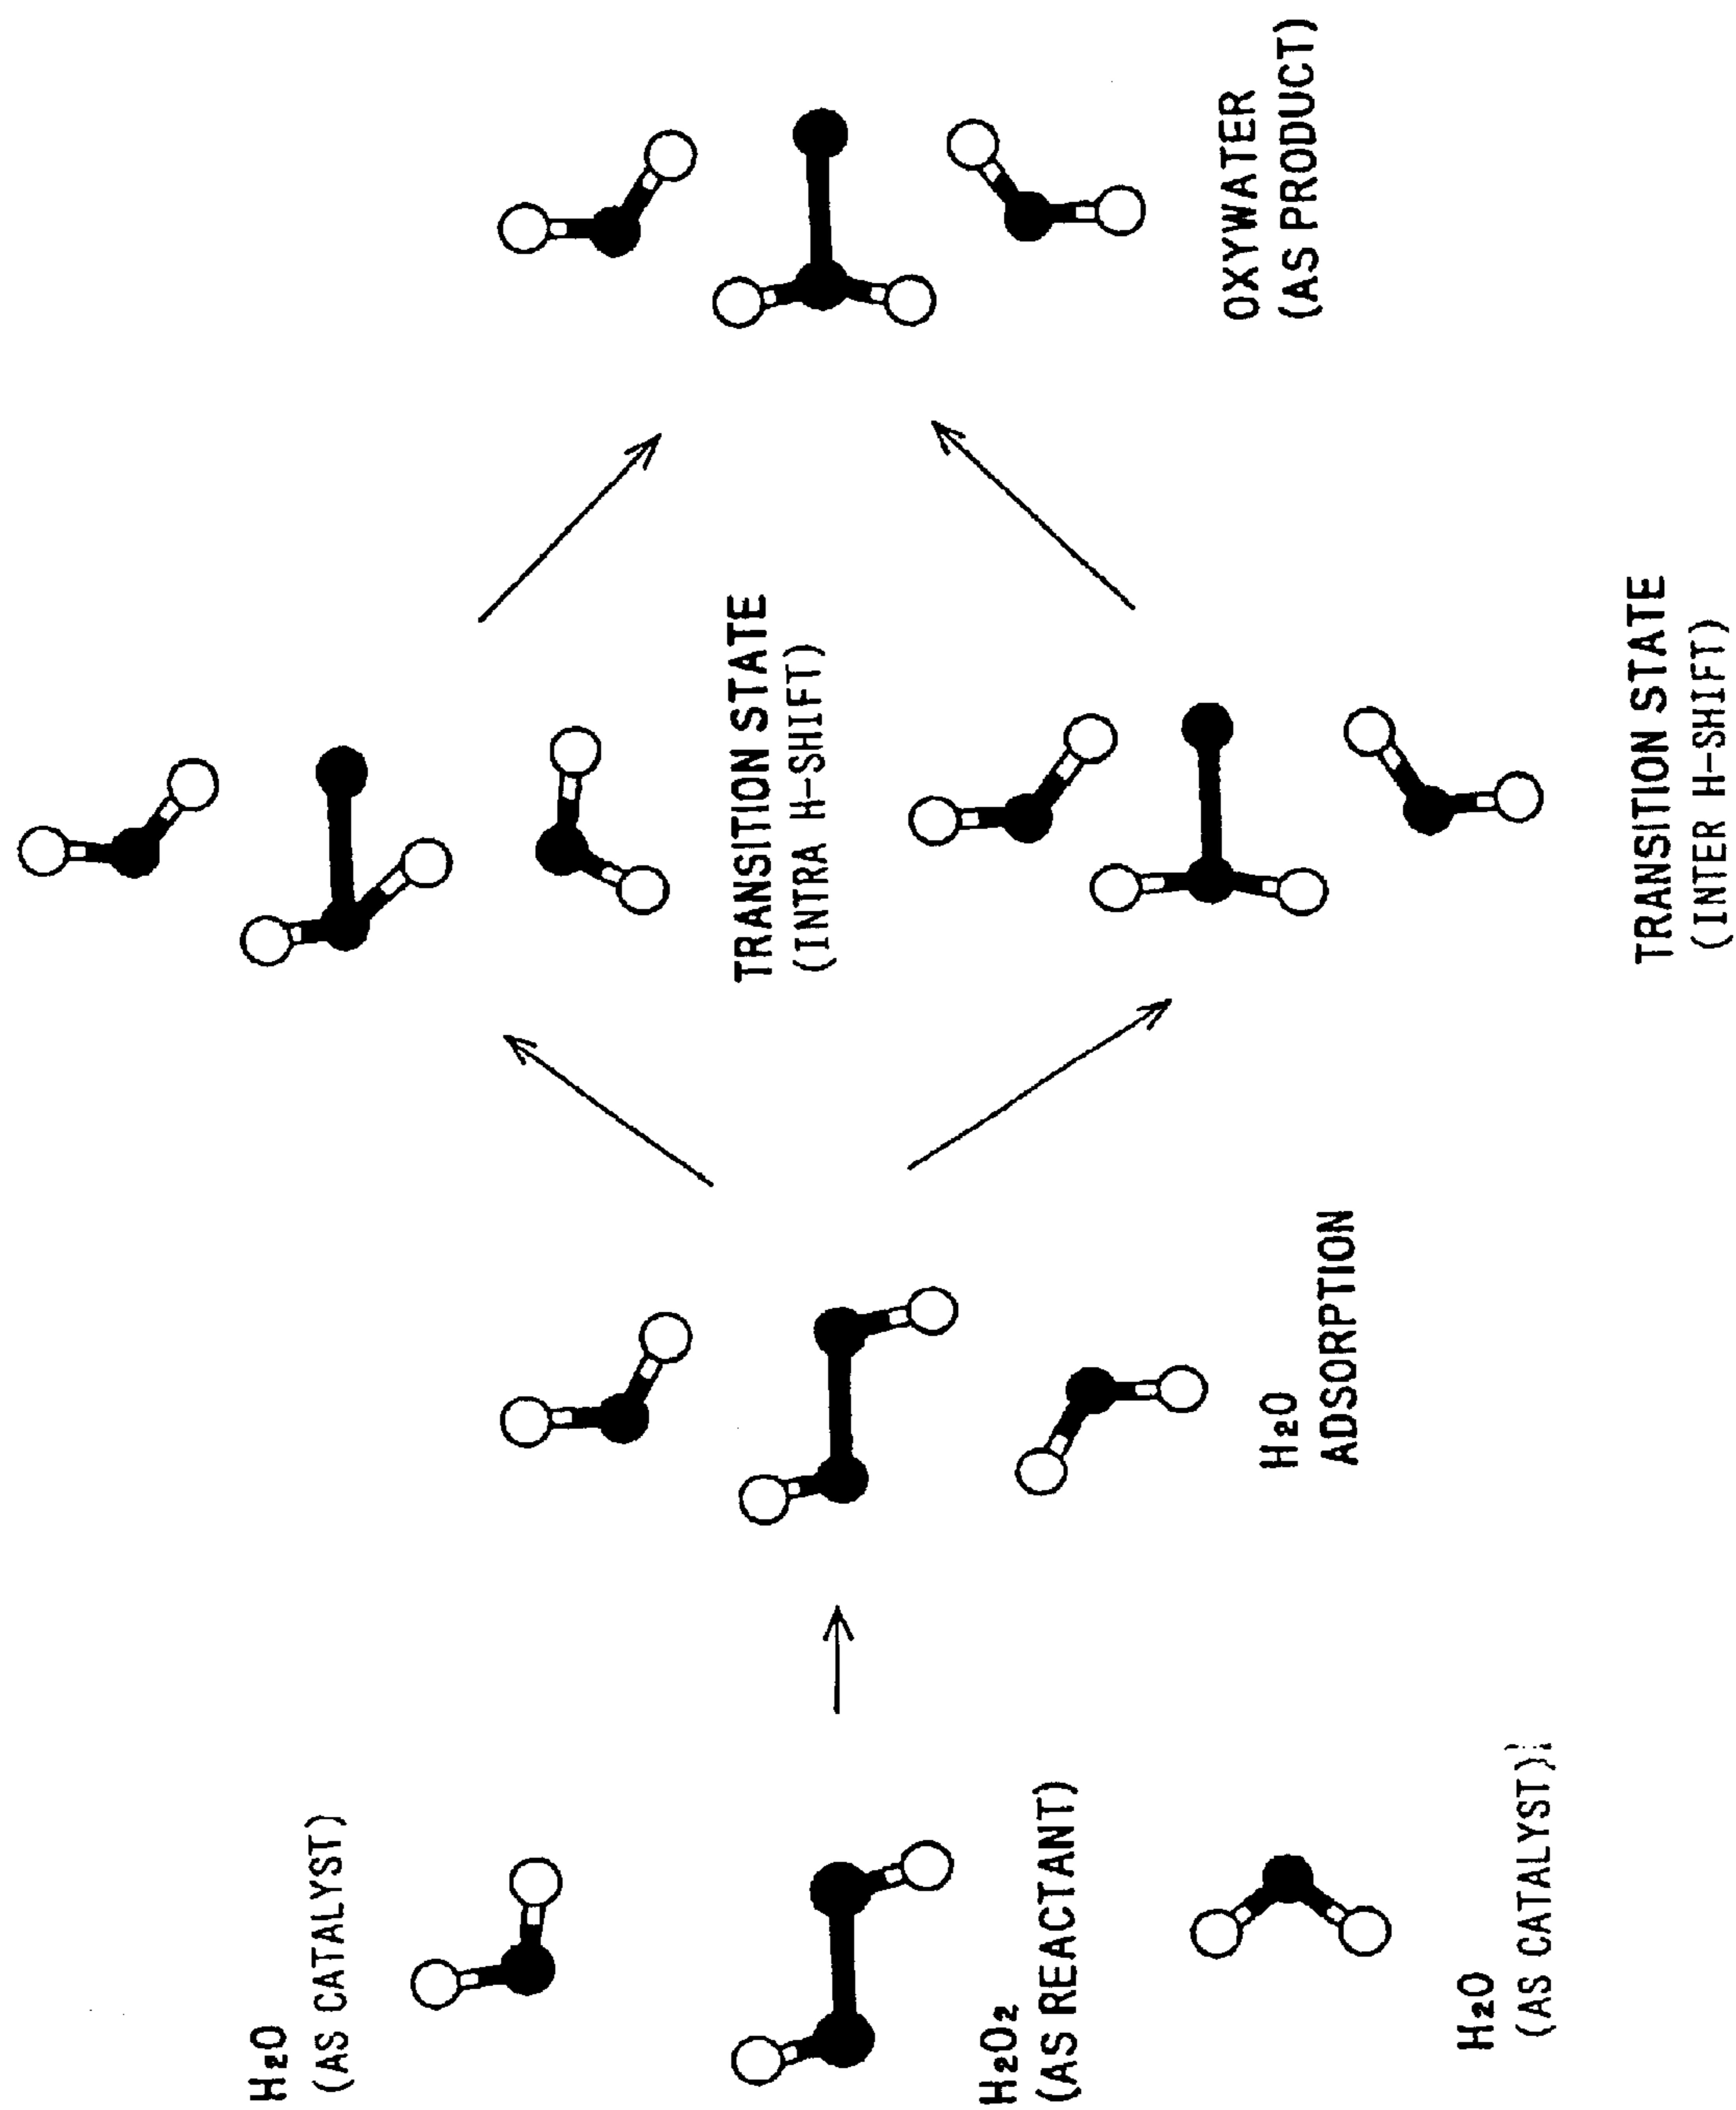 H₂O
(AS CATALYST)
H₂O₂
(AS REACTANT)
H₂O
(AS CATALYST)
H₂O
ADSORPTION
TRANSITION STATE
(INTRA H-SHIFT)
TRANSITION STATE
(INTER H-SHIFT)
OXYWATER
(AS PRODUCT)